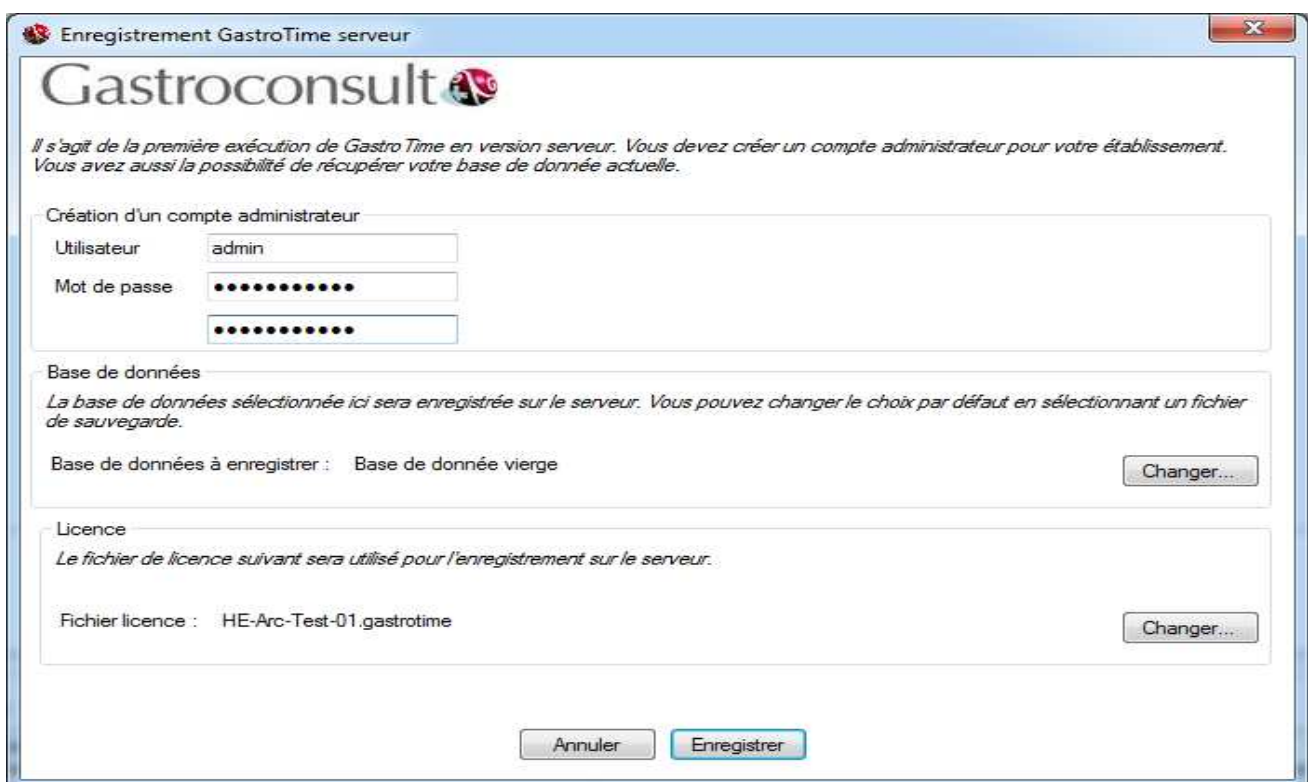 Enregistrement GastroTime serveur
Gastroconsult
Il s'agit de la première exécution de GastroTime en version serveur. Vous devez créer un compte administrateur pour votre établissement.
Vous avez aussi la possibilité de récupérer votre base de donnée actuelle.
Création d'un compte administrateur
Utilisateur admin
Mot de passe ●●●●●●●●●●●
●●●●●●●●●●●
Base de données
La base de données sélectionnée ici sera enregistrée sur le serveur. Vous pouvez changer le choix par défaut en sélectionnant un fichier
de sauvegarde.
Base de données à enregistrer : Base de donnée vierge Changer...
Licence
Le fichier de licence suivant sera utilisé pour l'enregistrement sur le serveur.
Fichier licence : HE-Arc-Test-01.gastrotime Changer...
Annuler Enregistrer